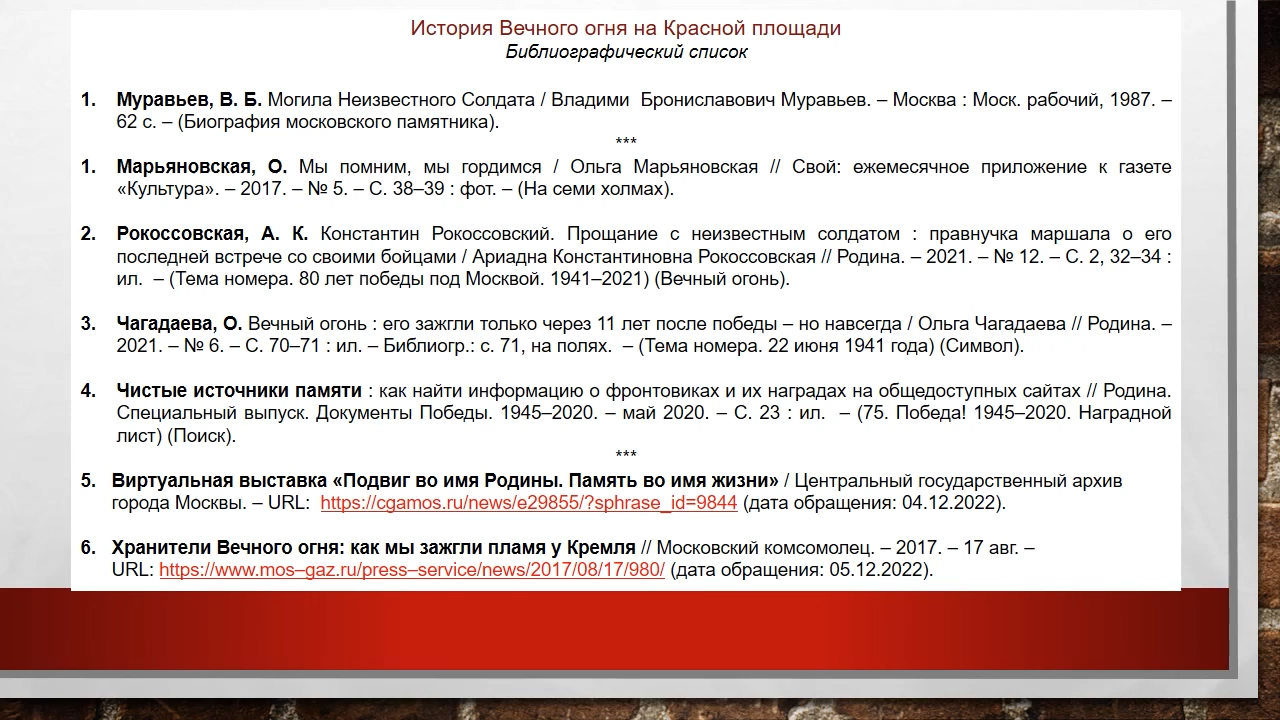 История Вечного огня на Красной площади
Библиографический список
1. Муравьев, В. Б. Могила Неизвестного Солдата / Владими Брониславович Муравьев. – Москва : Моск. рабочий, 1987. –
62 с. – (Биография московского памятника).
***
1. Марьяновская, О. Мы помним, мы гордимся / Ольга Марьяновская // Свой: ежемесячное приложение к газете
«Культура». – 2017. – № 5. – С. 38–39 : фот. – (На семи холмах).
2. Рокоссовская, А. К. Константин Рокоссовский. Прощание с неизвестным солдатом : правнучка маршала о его
последней встрече со своими бойцами / Ариадна Константиновна Рокоссовская // Родина. – 2021. – № 12. – С. 2, 32–34 :
ил. – (Тема номера. 80 лет победы под Москвой. 1941–2021) (Вечный огонь).
3. Чагадаева, О. Вечный огонь : его зажгли только через 11 лет после победы – но навсегда / Ольга Чагадаева // Родина. –
2021. – № 6. – С. 70–71 : ил. – Библиогр.: с. 71, на полях. – (Тема номера. 22 июня 1941 года) (Символ).
4. Чистые источники памяти : как найти информацию о фронтовиках и их наградах на общедоступных сайтах // Родина.
Специальный выпуск. Документы Победы. 1945–2020. – май 2020. – С. 23 : ил. – (75. Победа! 1945–2020. Наградной
лист) (Поиск).
***
5. Виртуальная выставка «Подвиг во имя Родины. Память во имя жизни» / Центральный государственный архив
города Москвы. – URL: https://cgamos.ru/news/e29855/?sphrase_id=9844 (дата обращения: 04.12.2022).
6. Хранители Вечного огня: как мы зажгли пламя у Кремля // Московский комсомолец. – 2017. – 17 авг. –
URL: https://www.mos–gaz.ru/press–service/news/2017/08/17/980/ (дата обращения: 05.12.2022).